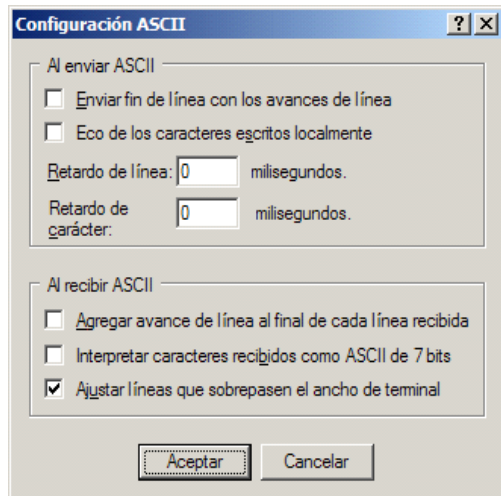 Configuración ASCII
Al enviar ASCII
Enviar fin de línea con los avances de línea
Eco de los caracteres escritos localmente
Retardo de línea: 0 milisegundos.
Retardo de
carácter: 0 milisegundos.
Al recibir ASCII
Agregar avance de línea al final de cada línea recibida
Interpretar caracteres recibidos como ASCII de 7 bits
Ajustar líneas que sobrepasen el ancho de terminal
Aceptar Cancelar